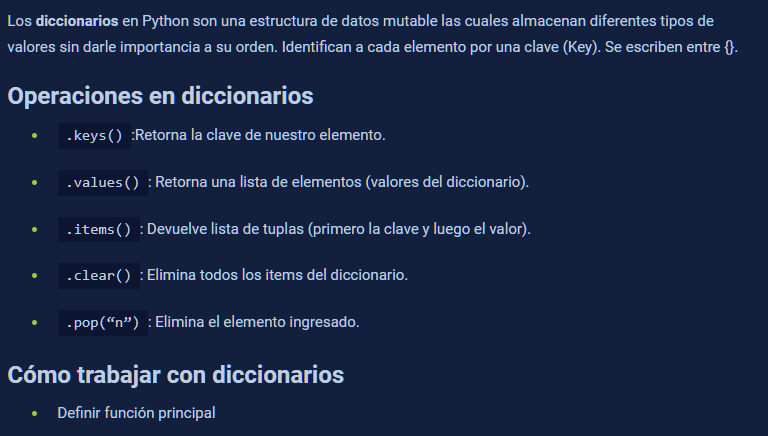 Los diccionarios en Python son una estructura de datos mutable las cuales almacenan diferentes tipos de
valores sin darle importancia a su orden. Identifican a cada elemento por una clave (Key). Se escriben entre {}.
Operaciones en diccionarios
.keys() :Retorna la clave de nuestro elemento.
.values() : Retorna una lista de elementos (valores del diccionario).
.items() : Devuelve lista de tuplas (primero la clave y luego el valor).
.clear() : Elimina todos los items del diccionario.
.pop(“n”) : Elimina el elemento ingresado.
Cómo trabajar con diccionarios
Definir función principal